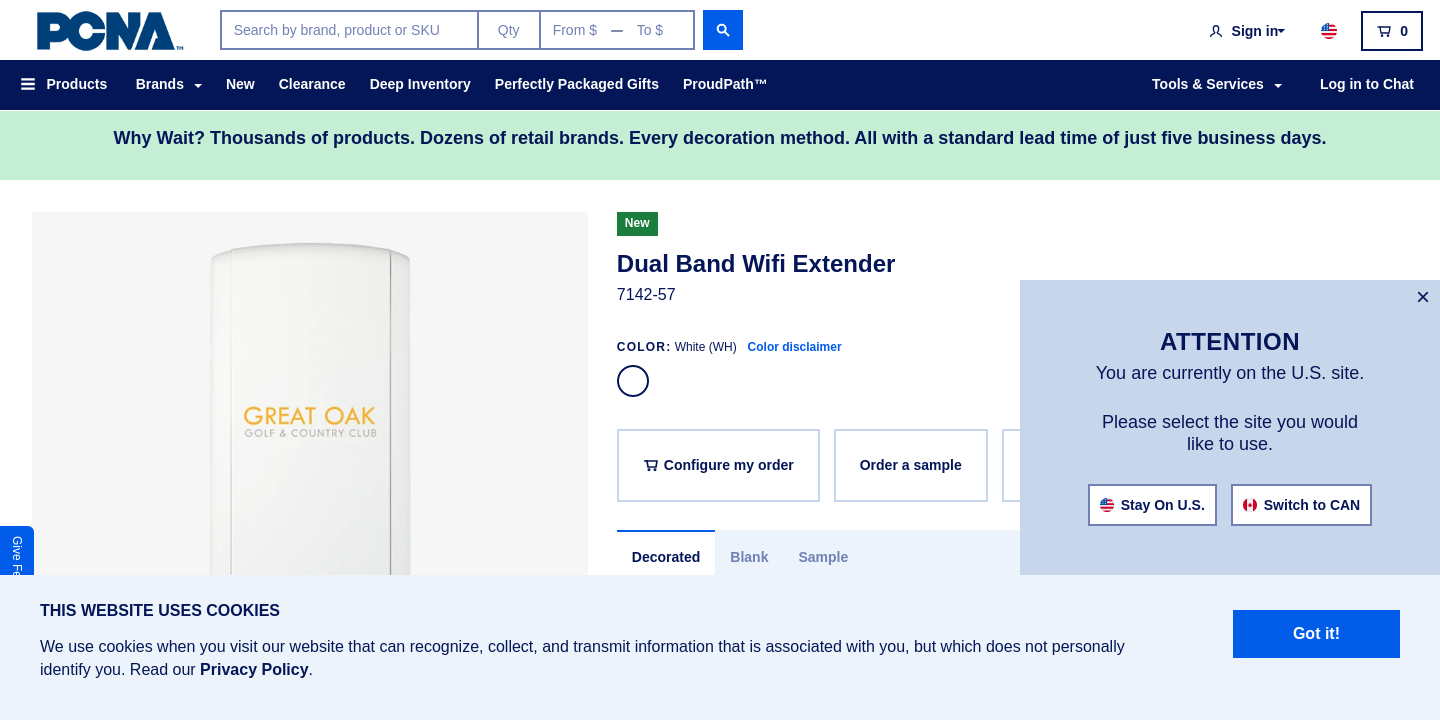 PCNA™
Search by brand, product or SKU
Qty
From $ — To $
Sign in
0
Products
Brands
New
Clearance
Deep Inventory
Perfectly Packaged Gifts
ProudPath™
Tools & Services
Log in to Chat
Why Wait? Thousands of products. Dozens of retail brands. Every decoration method. All with a standard lead time of just five business days.
GREAT OAK
GOLF & COUNTRY CLUB
New
Dual Band Wifi Extender
7142-57
COLOR: White (WH) Color disclaimer
Configure my order
Order a sample
Decorated
Blank
Sample
×
ATTENTION
You are currently on the U.S. site.
Please select the site you would
like to use.
Stay On U.S.
Switch to CAN
Give
THIS WEBSITE USES COOKIES
We use cookies when you visit our website that can recognize, collect, and transmit information that is associated with you, but which does not personally
identify you. Read our Privacy Policy.
Got it!